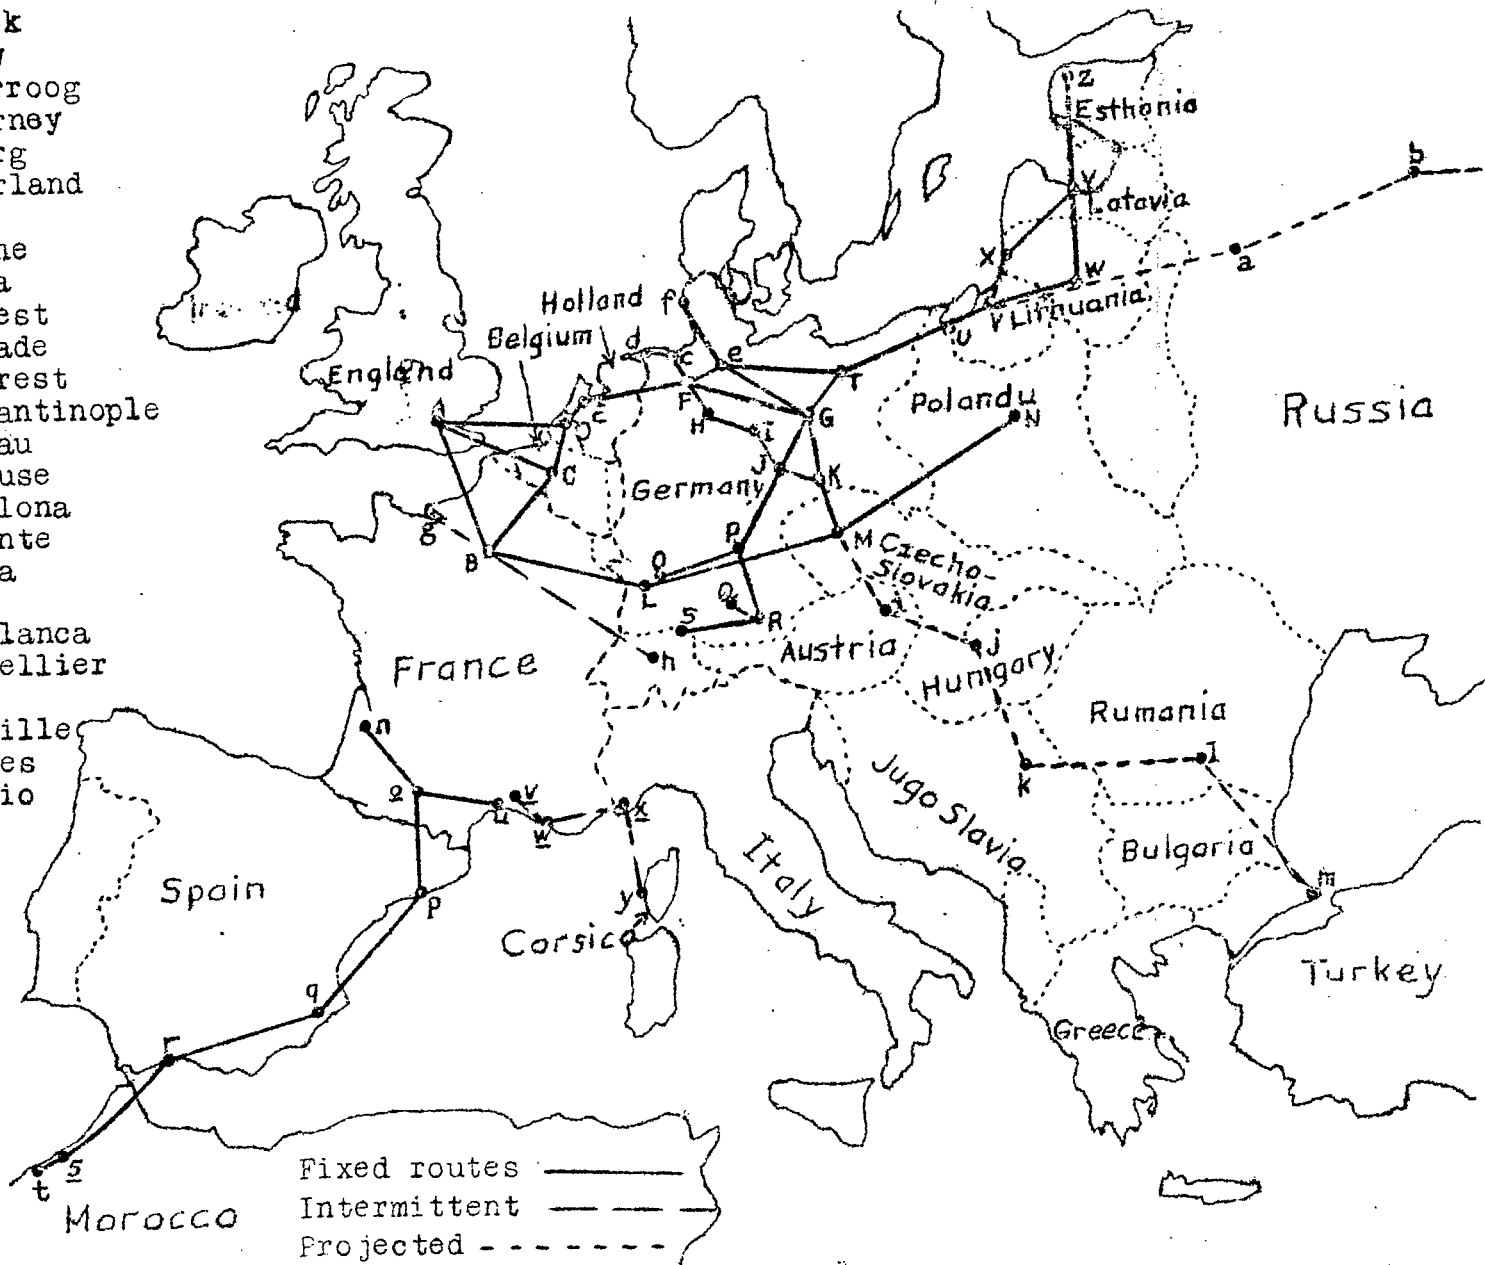 k
y
rroog
rney
rg
rland
ne
a
est
ade
rest
antinople
au
use
lona
nte
a
lanca
ellier
ille
es
io
Z
Esthonia
b
Y
Latavia
X
W
a
Holland
f
Belgium
d
c
e
U
V
Lithuania
England
T
E
F
G
H
I
Poland
N
Russia
C
J
K
Germany
g
B
P
M
Czecho-
Slovakia
O
L
Q
S
R
i
h
Austria
j
Hungary
France
Rumania
n
k
l
Jugo Slavia
o
u
v
w
x
Bulgaria
Italy
m
Spain
p
y
Corsica
Turkey
q
Greece
r
s
t
Morocco
Fixed routes
Intermittent
Projected